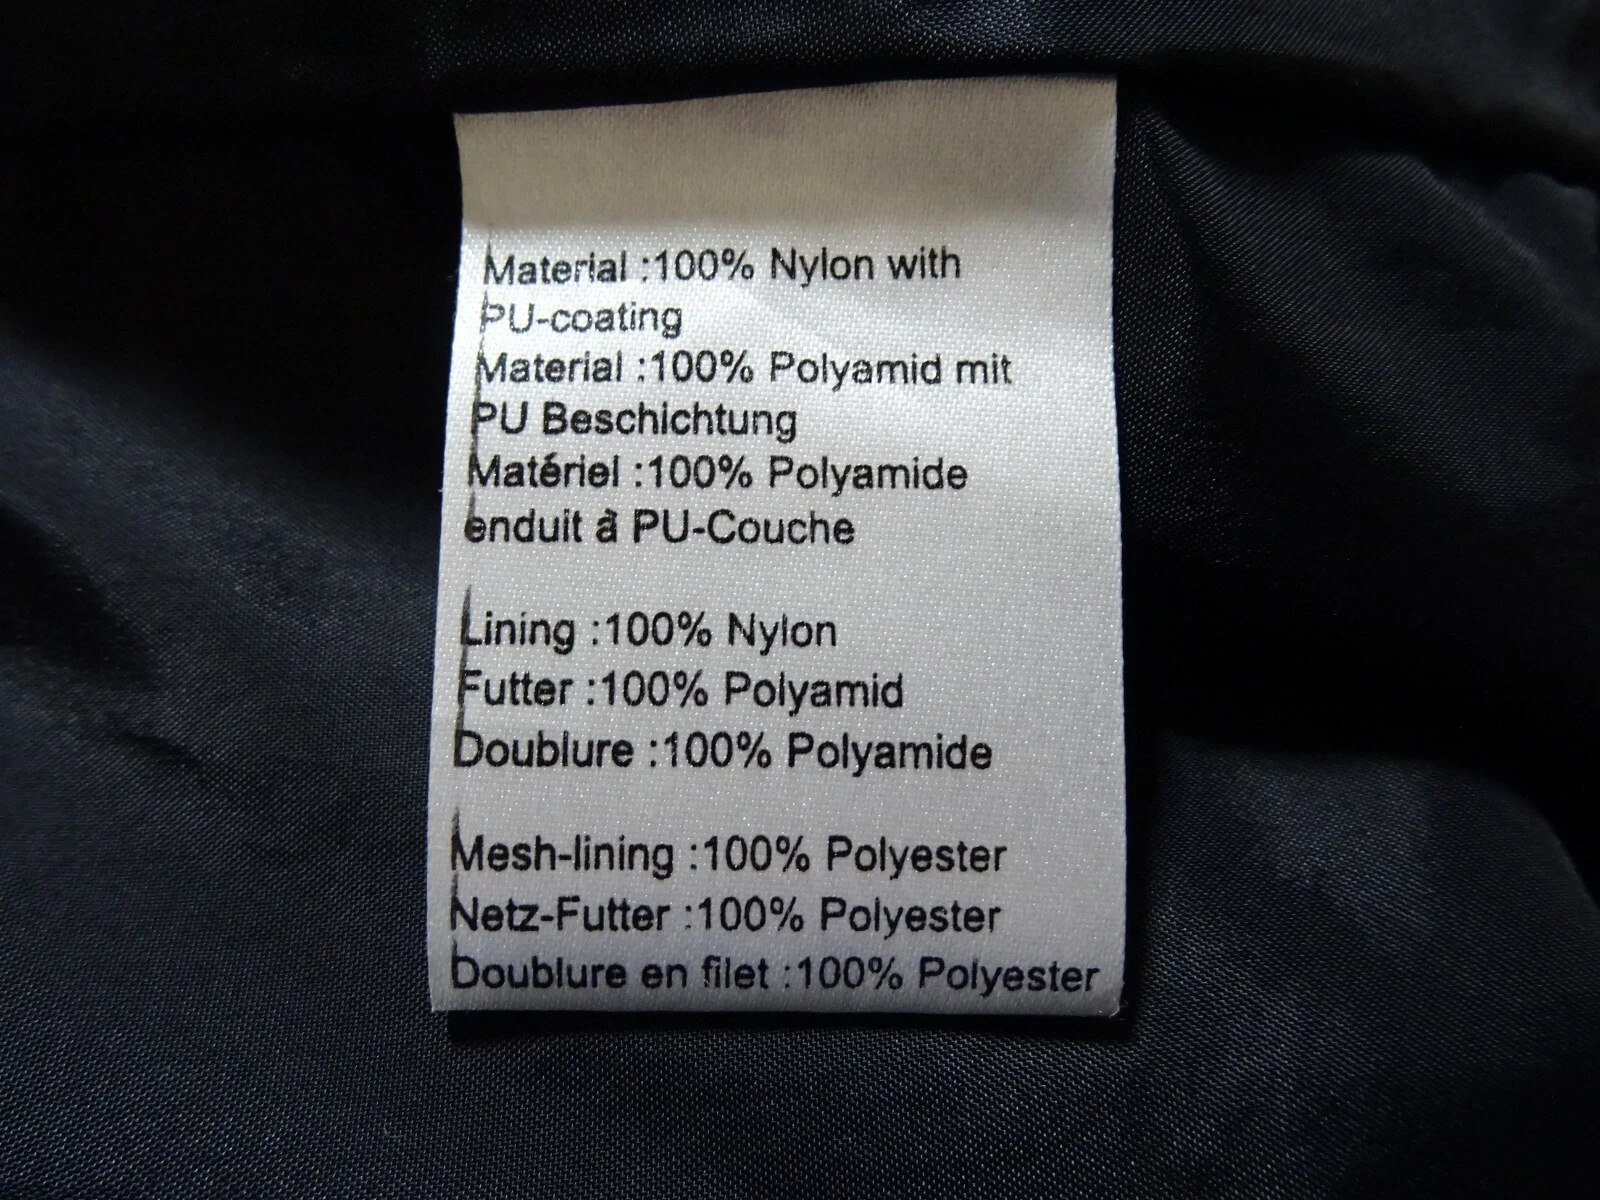 Material :100% Nylon with
PU-coating
Material :100% Polyamid mit
PU Beschichtung
Matériel :100% Polyamide
enduit à PU-Couche
Lining :100% Nylon
Futter :100% Polyamid
Doublure :100% Polyamide
Mesh-lining :100% Polyester
Netz-Futter :100% Polyester
Doublure en filet :100% Polyester